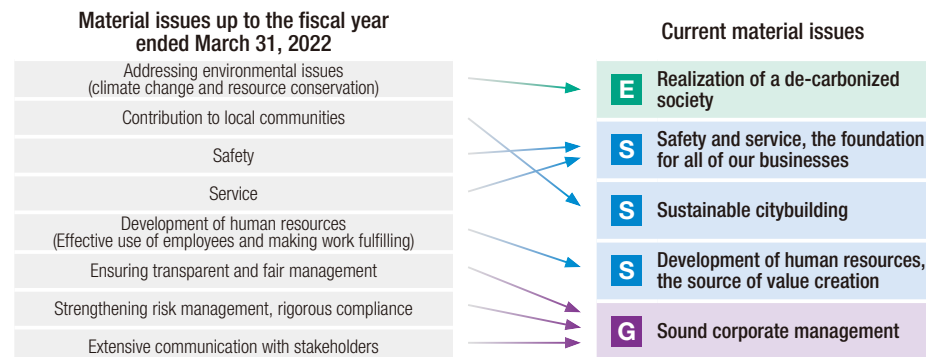 Material issues up to the fiscal year
ended March 31, 2022
Addressing environmental issues
(climate change and resource conservation)
Contribution to local communities
Safety
Service
Development of human resources
(Effective use of employees and making work fulfilling)
Ensuring transparent and fair management
Strengthening risk management, rigorous compliance
Extensive communication with stakeholders
Current material issues
E
Realization of a de-carbonized
society
S
Safety and service, the foundation
for all of our businesses
S
Sustainable citybuilding
S
Development of human resources,
the source of value creation
G
Sound corporate management